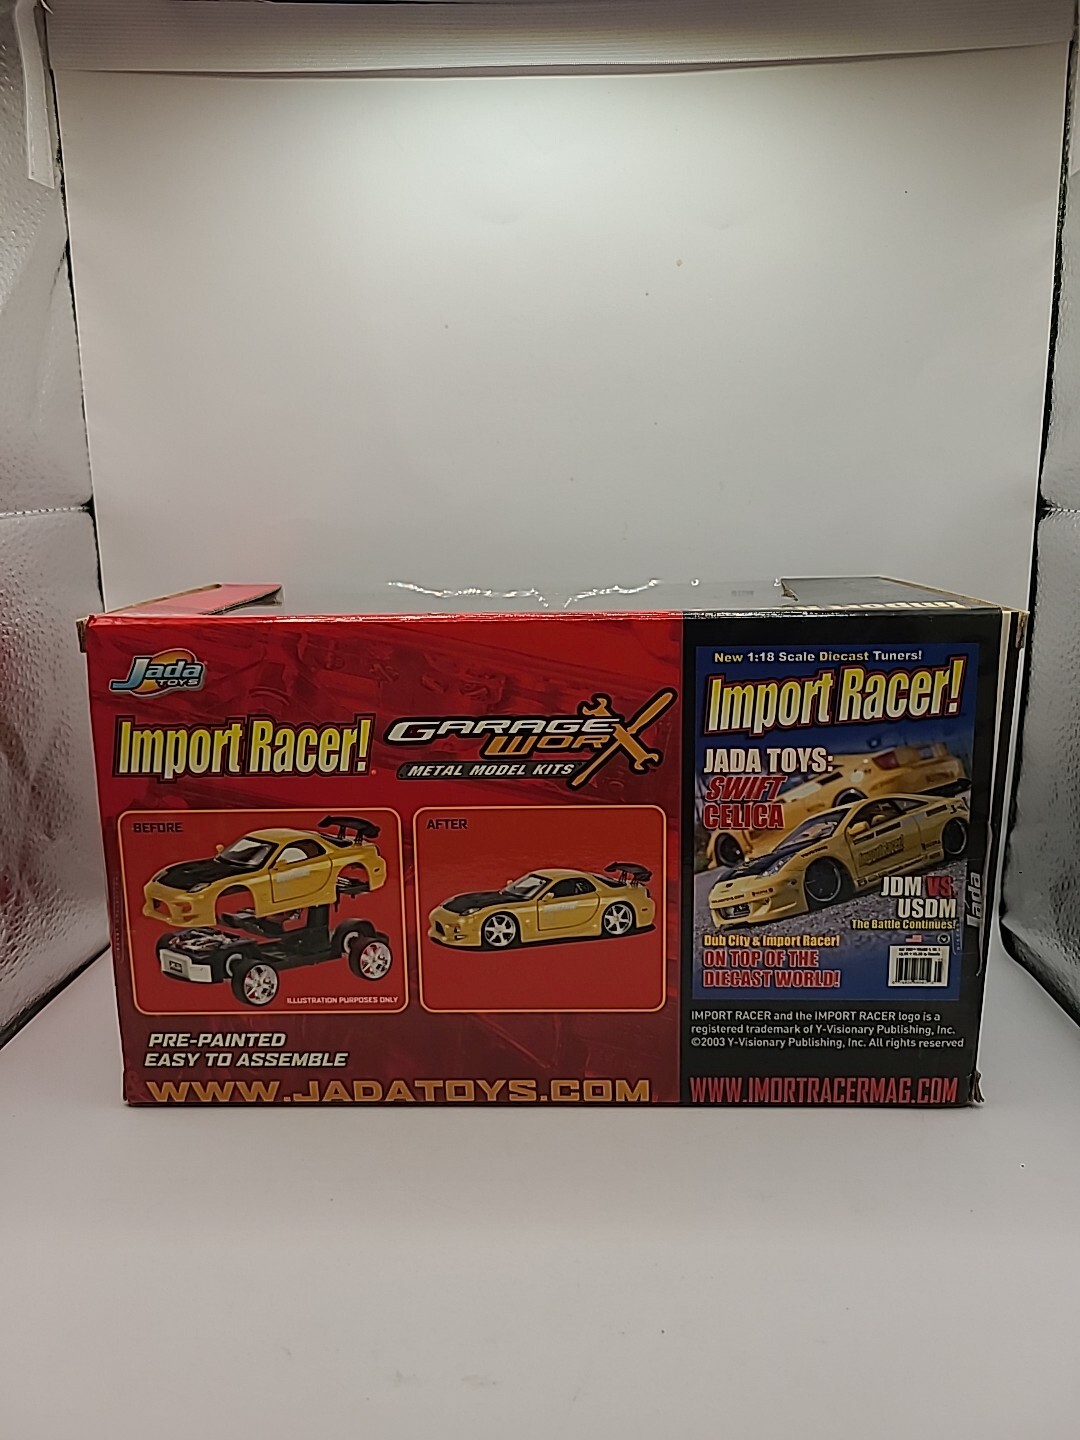 Jada
TOYS
Import Racer!
GARAGE
WORX
METAL MODEL KITS
BEFORE
ILLUSTRATION PURPOSES ONLY
AFTER
PRE-PAINTED
EASY TO ASSEMBLE
WWW.JADATOYS.COM
New 1:18 Scale Diecast Tuners!
Import Racer!
JADA TOYS:
SWIFT
CELICA
JDM VS.
USDM
The Battle Continues!
Dub City & Import Racer!
ON TOP OF THE
DIECAST WORLD!
Jada
IMPORT RACER and the IMPORT RACER logo is a
registered trademark of Y-Visionary Publishing, Inc.
©2003 Y-Visionary Publishing, Inc. All rights reserved
WWW.IMORTRACERMAG.COM